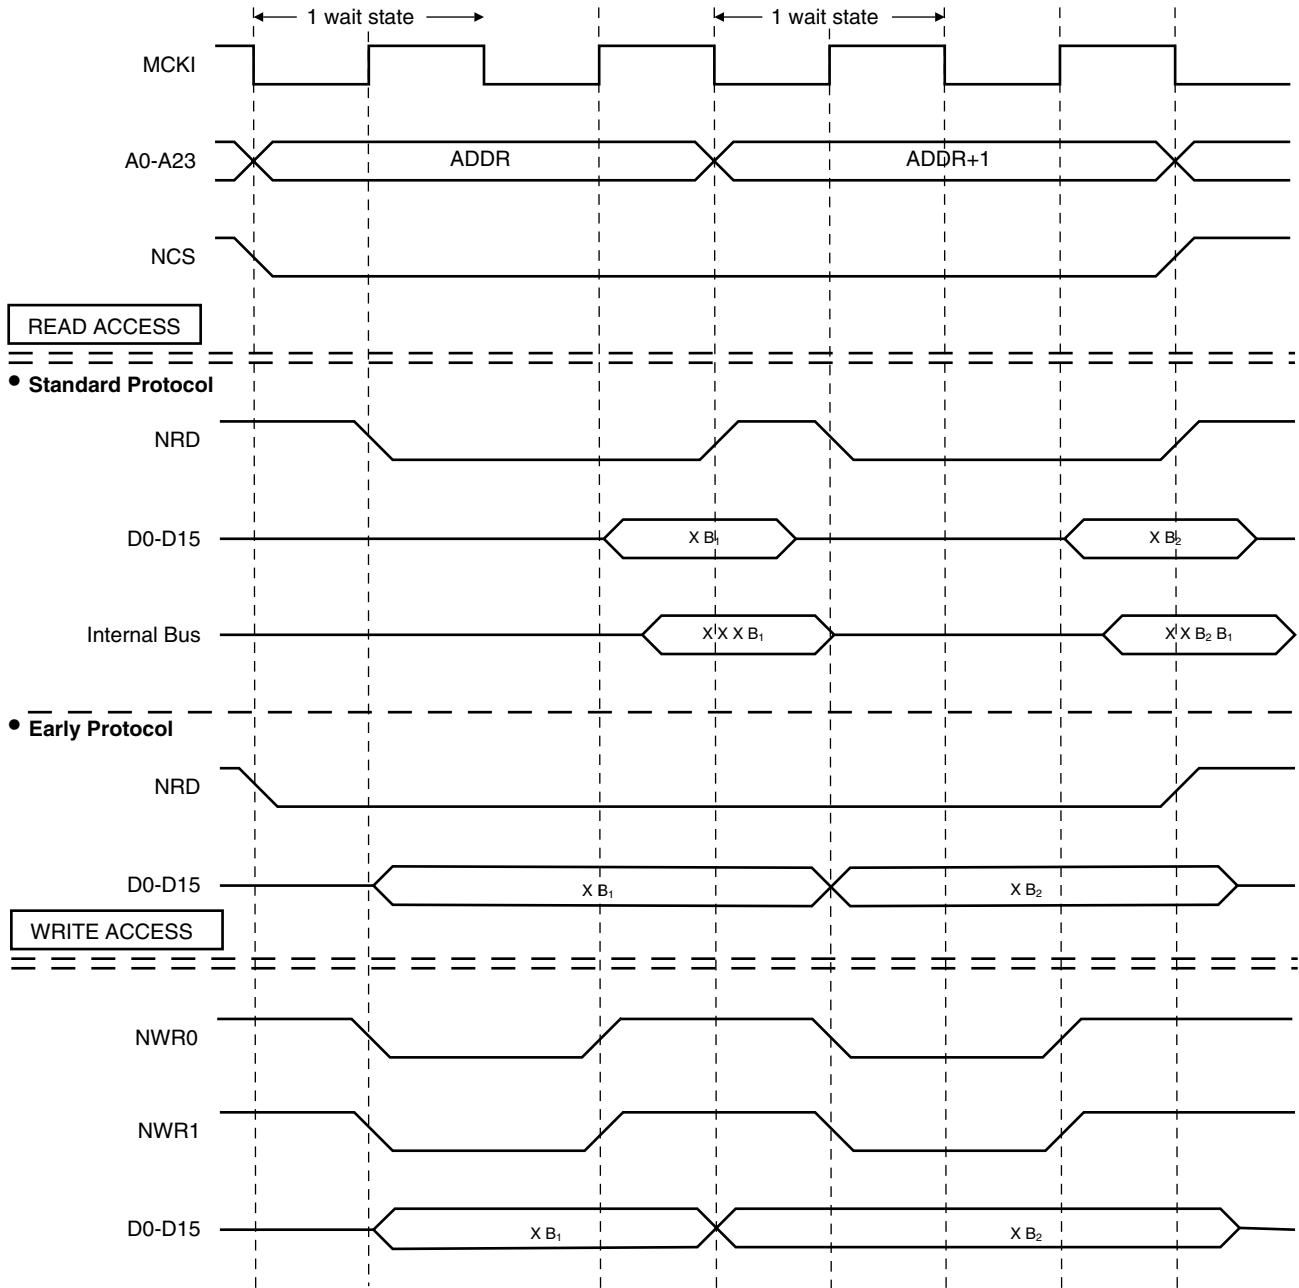 1 wait state 1 wait state
MCKI
A0-A23 ADDR ADDR+1
NCS
READ ACCESS
• Standard Protocol
NRD
D0-D15 X B₁ X B₂
Internal Bus X X X B₁ X X B₂ B₁
• Early Protocol
NRD
D0-D15 X B₁ X B₂
WRITE ACCESS
NWR0
NWR1
D0-D15 X B₁ X B₂